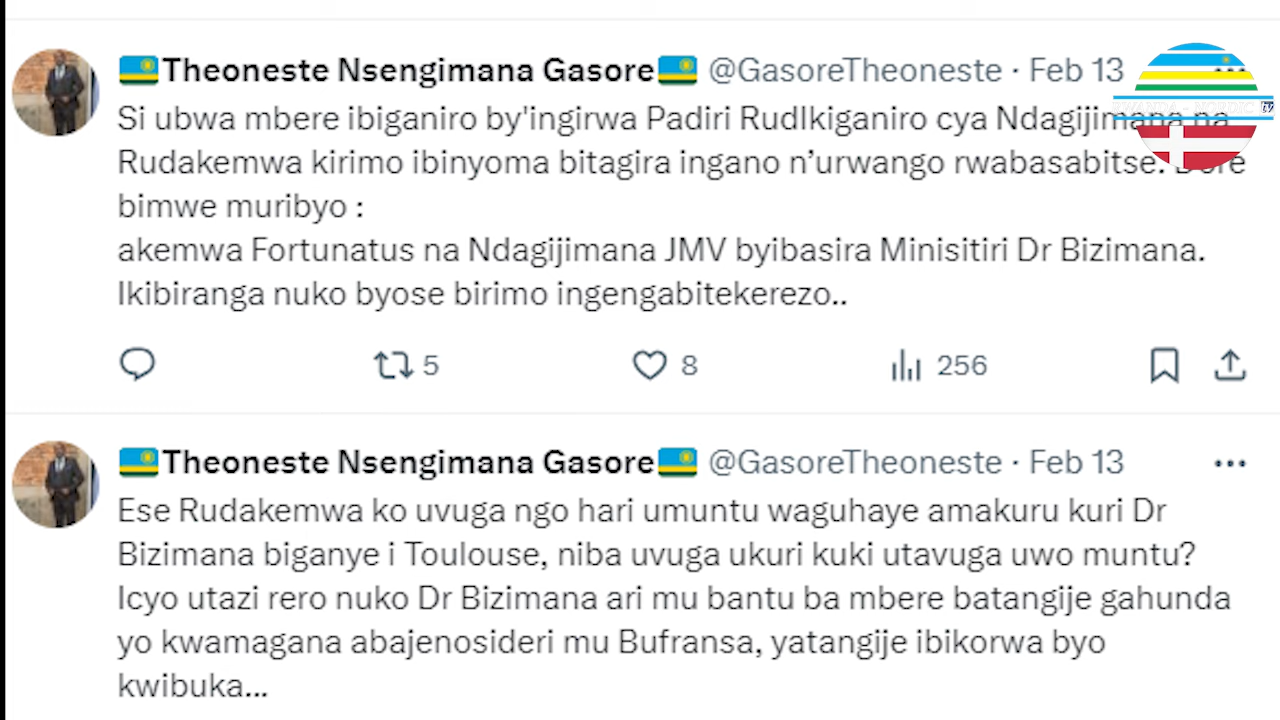 Theoneste Nsengimana Gasore @GasoreTheoneste · Feb 13
Si ubwa mbere ibiganiro by'ingirwa Padiri RudIkiganiro cya Ndagijimana na
Rudakemwa kirimo ibinyoma bitagira ingano n’urwango rwabasabitse. Dore
bimwe muribyo :
akemwa Fortunatus na Ndagijimana JMV byibasira Minisitiri Dr Bizimana.
Ikibiranga nuko byose birimo ingengabitekerezo..
5 8 256
Theoneste Nsengimana Gasore @GasoreTheoneste · Feb 13
Ese Rudakemwa ko uvuga ngo hari umuntu waguhaye amakuru kuri Dr
Bizimana biganye i Toulouse, niba uvuga ukuri kuki utavuga uwo muntu?
Icyo utazi rero nuko Dr Bizimana ari mu bantu ba mbere batangije gahunda
yo kwamagana abajenosideri mu Bufransa, yatangije ibikorwa byo
kwibuka...
RWANDA - NORDIC TV